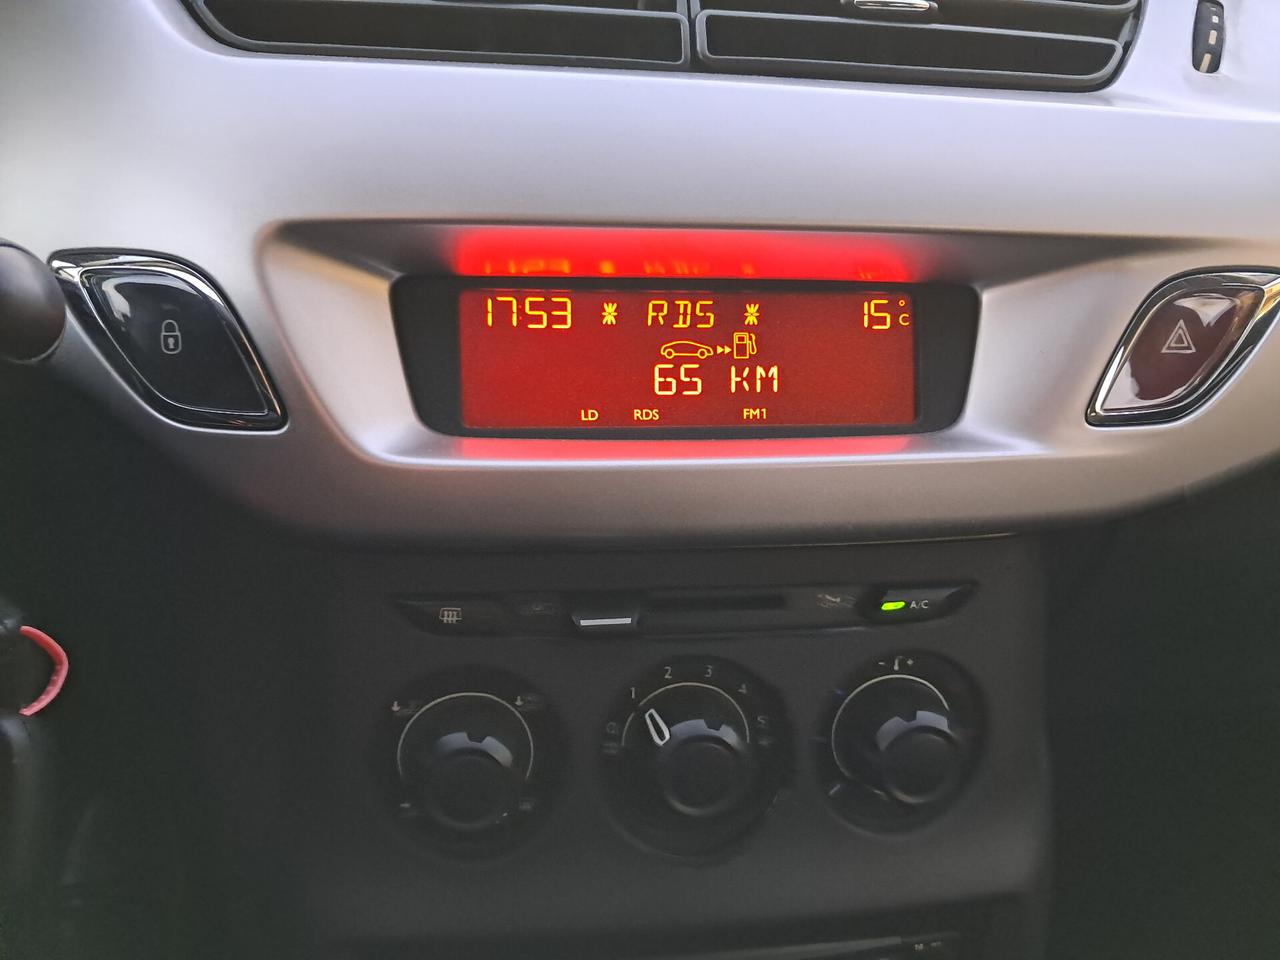 17:53 * RDS * 15°C
65 KM
LD RDS FM1
A/C
- +
1 2 3 4 5